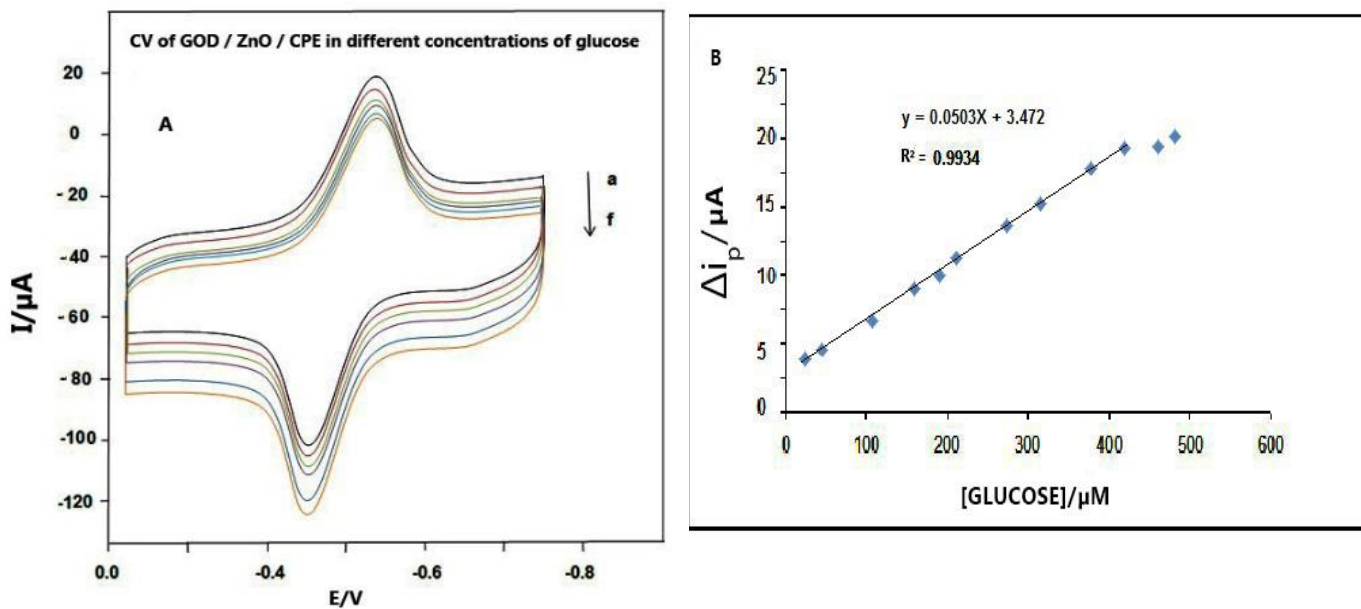 CV of GOD / ZnO / CPE in different concentrations of glucose
A
20
0
- 20
- 40
- 60
- 80
-100
-120
I/µA
a
f
0.0 -0.4 -0.6 -0.8
E/V
B
25
20
15
10
5
0
Δip/ µA
y = 0.0503X + 3.472
R² = 0.9934
0 100 200 300 400 500 600
[GLUCOSE]/µM